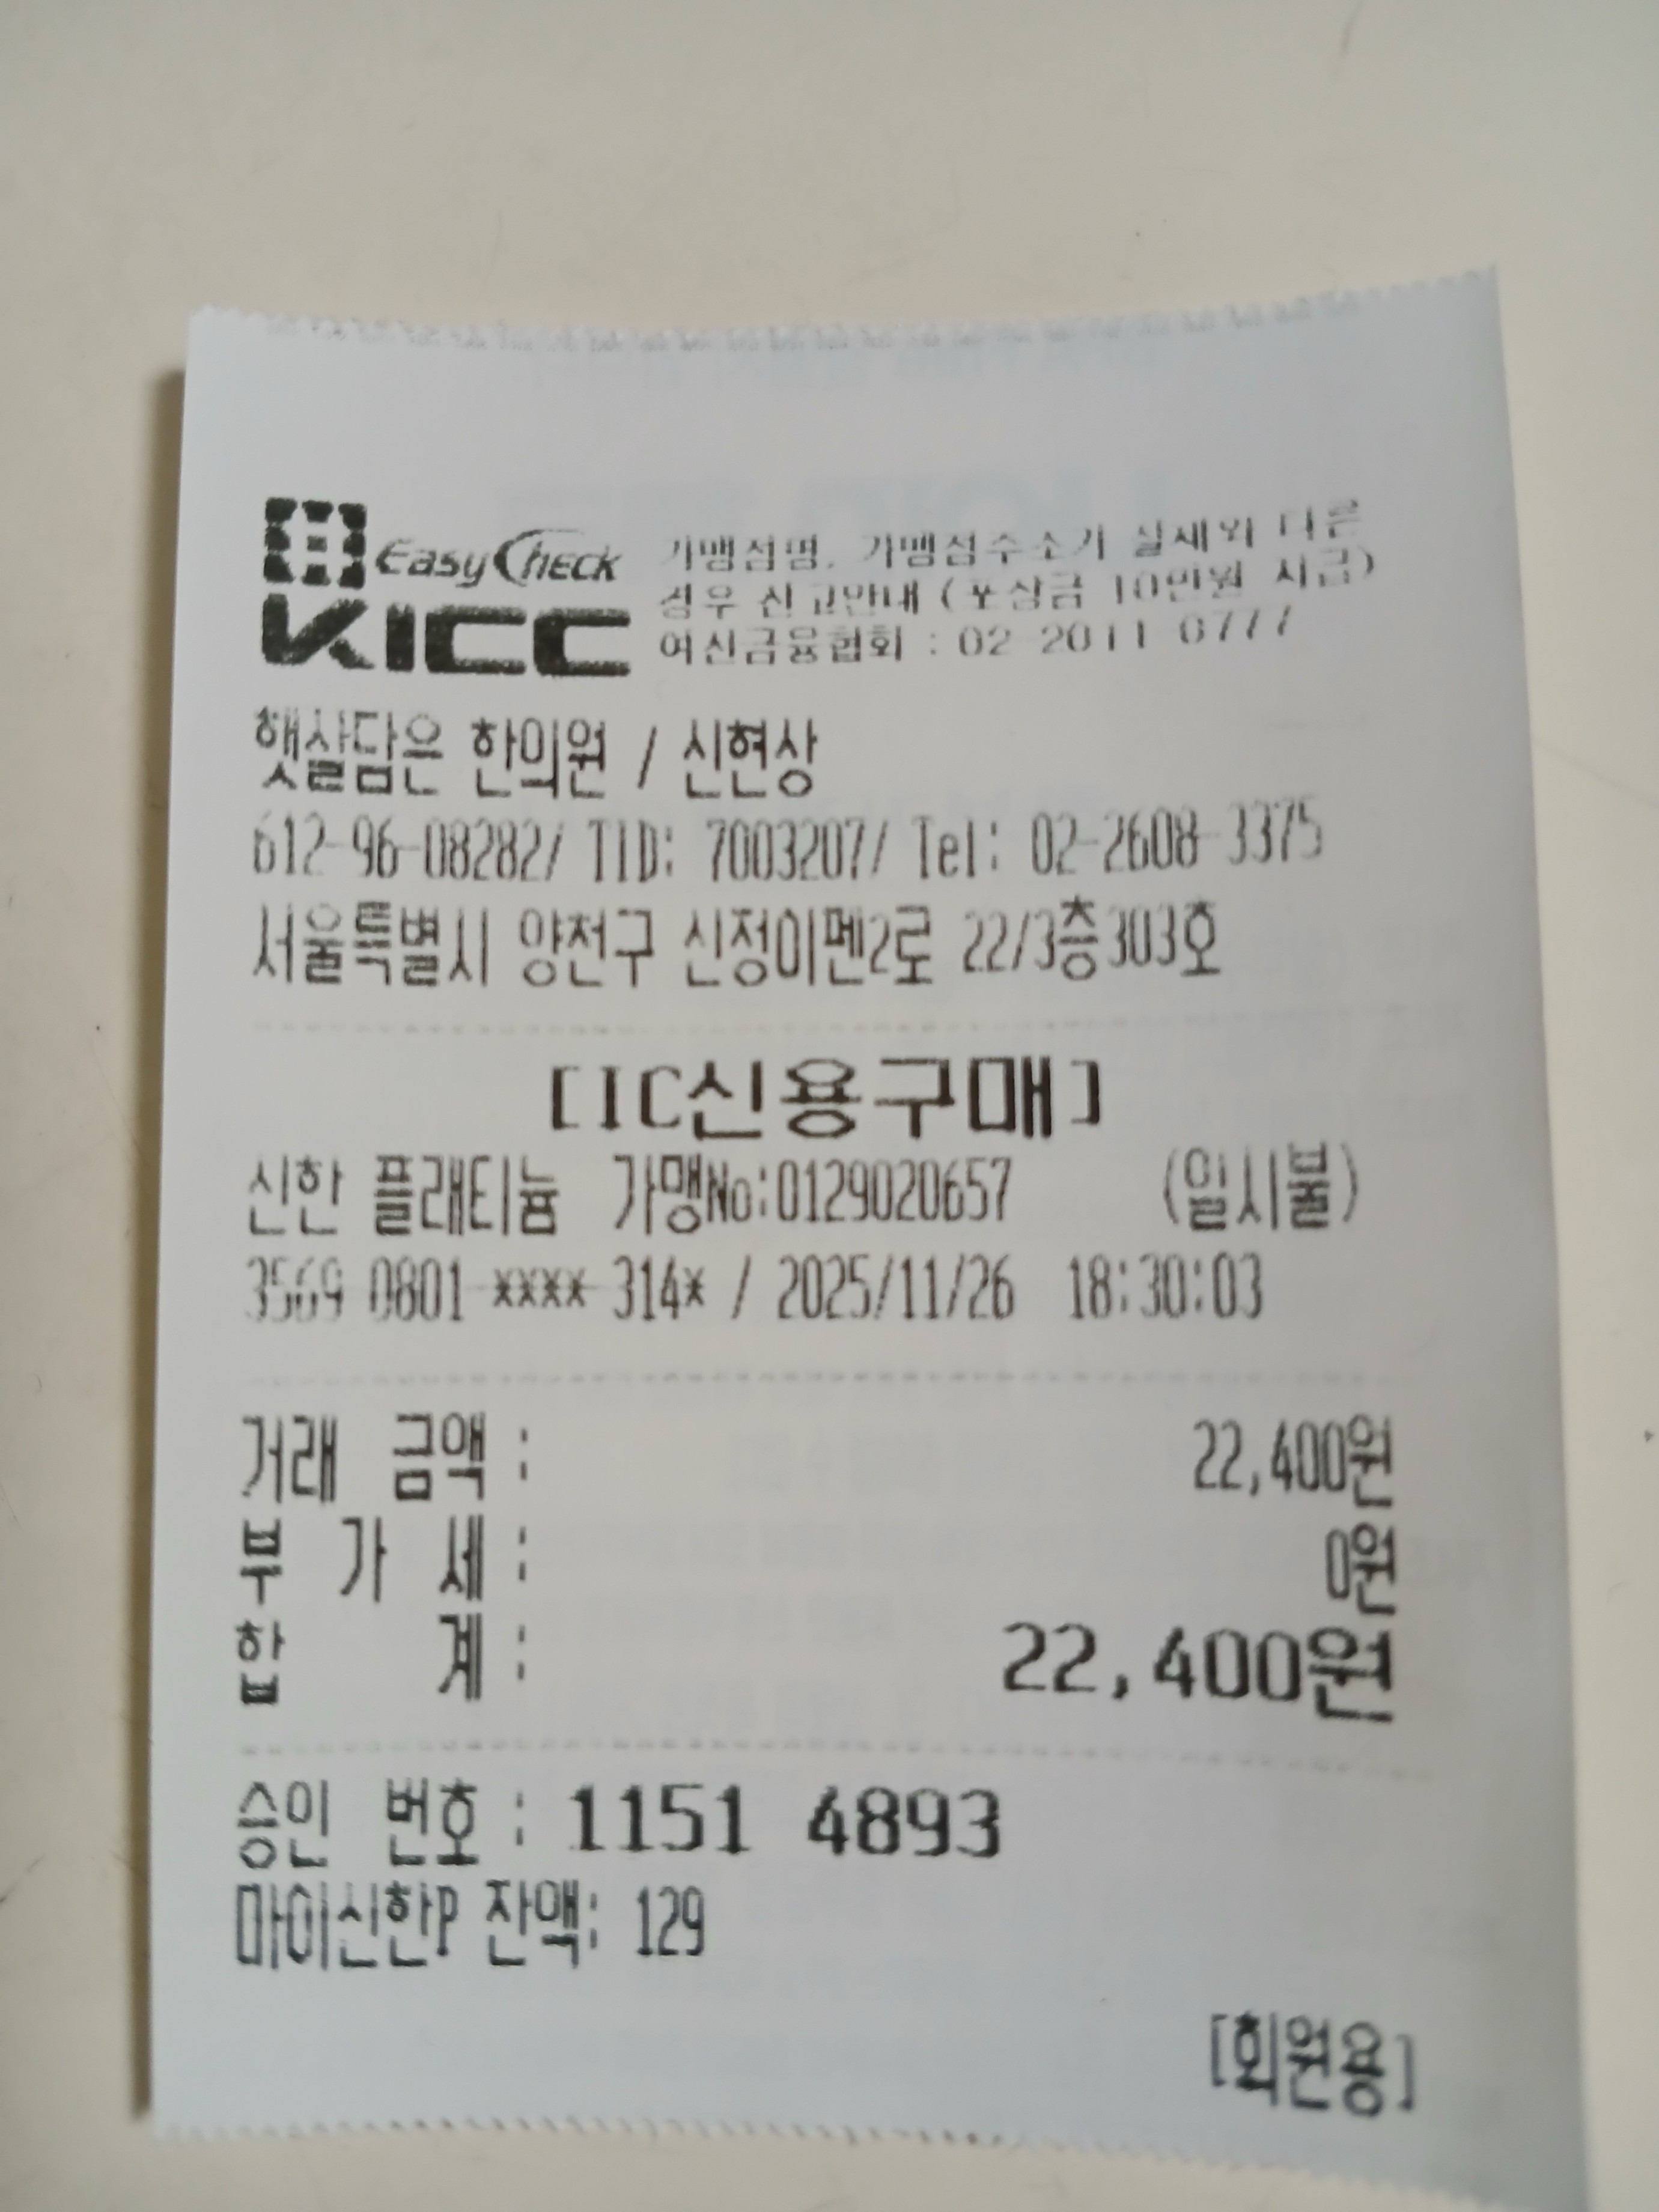 EasyCheck
KICC
가맹점명, 가맹점주소가 실제와 다른
경우 신고안내 (포상금 10만원 지급)
여신금융협회 : 02-2011-0777
햇살담은 한의원 / 신현상
612-96-08282/ TID: 7003207/ Tel: 02-2608-3375
서울특별시 양천구 신정이펜2로 22/3층303호
[IC신용구매]
신한 플래티늄 가맹No:0129020657 (일시불)
3569-0801-****-314* / 2025/11/26 18:30:03
거래 금액 : 22,400원
부 가 세 : 0원
합 계 : 22,400원
승인 번호 : 1151 4893
마이신한P 잔액: 129
[회원용]